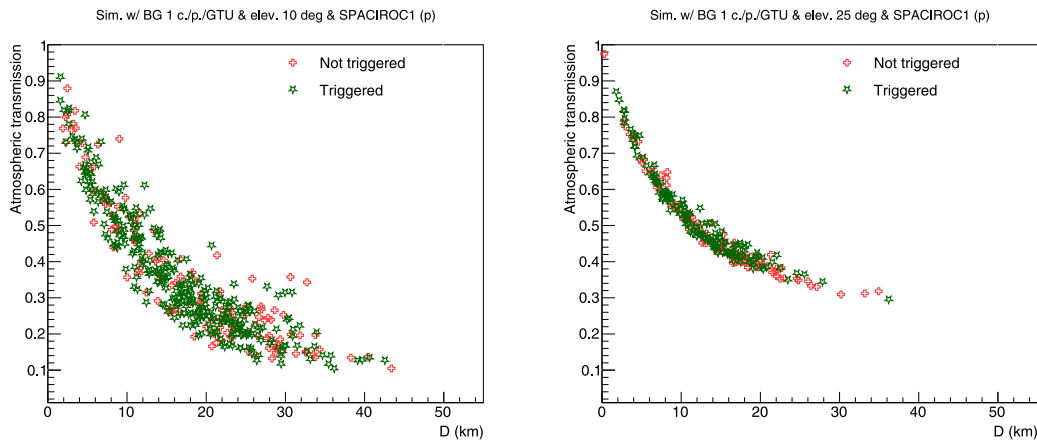 Sim. w/ BG 1 c./p./GTU & elev. 10 deg & SPACIROC1 (p)
Atmospheric transmission
1
0.9
0.8
0.7
0.6
0.5
0.4
0.3
0.2
0.1
Not triggered
Triggered
0 10 20 30 40 50
D (km)
Sim. w/ BG 1 c./p./GTU & elev. 25 deg & SPACIROC1 (p)
Atmospheric transmission
1
0.9
0.8
0.7
0.6
0.5
0.4
0.3
0.2
0.1
Not triggered
Triggered
0 10 20 30 40 50
D (km)